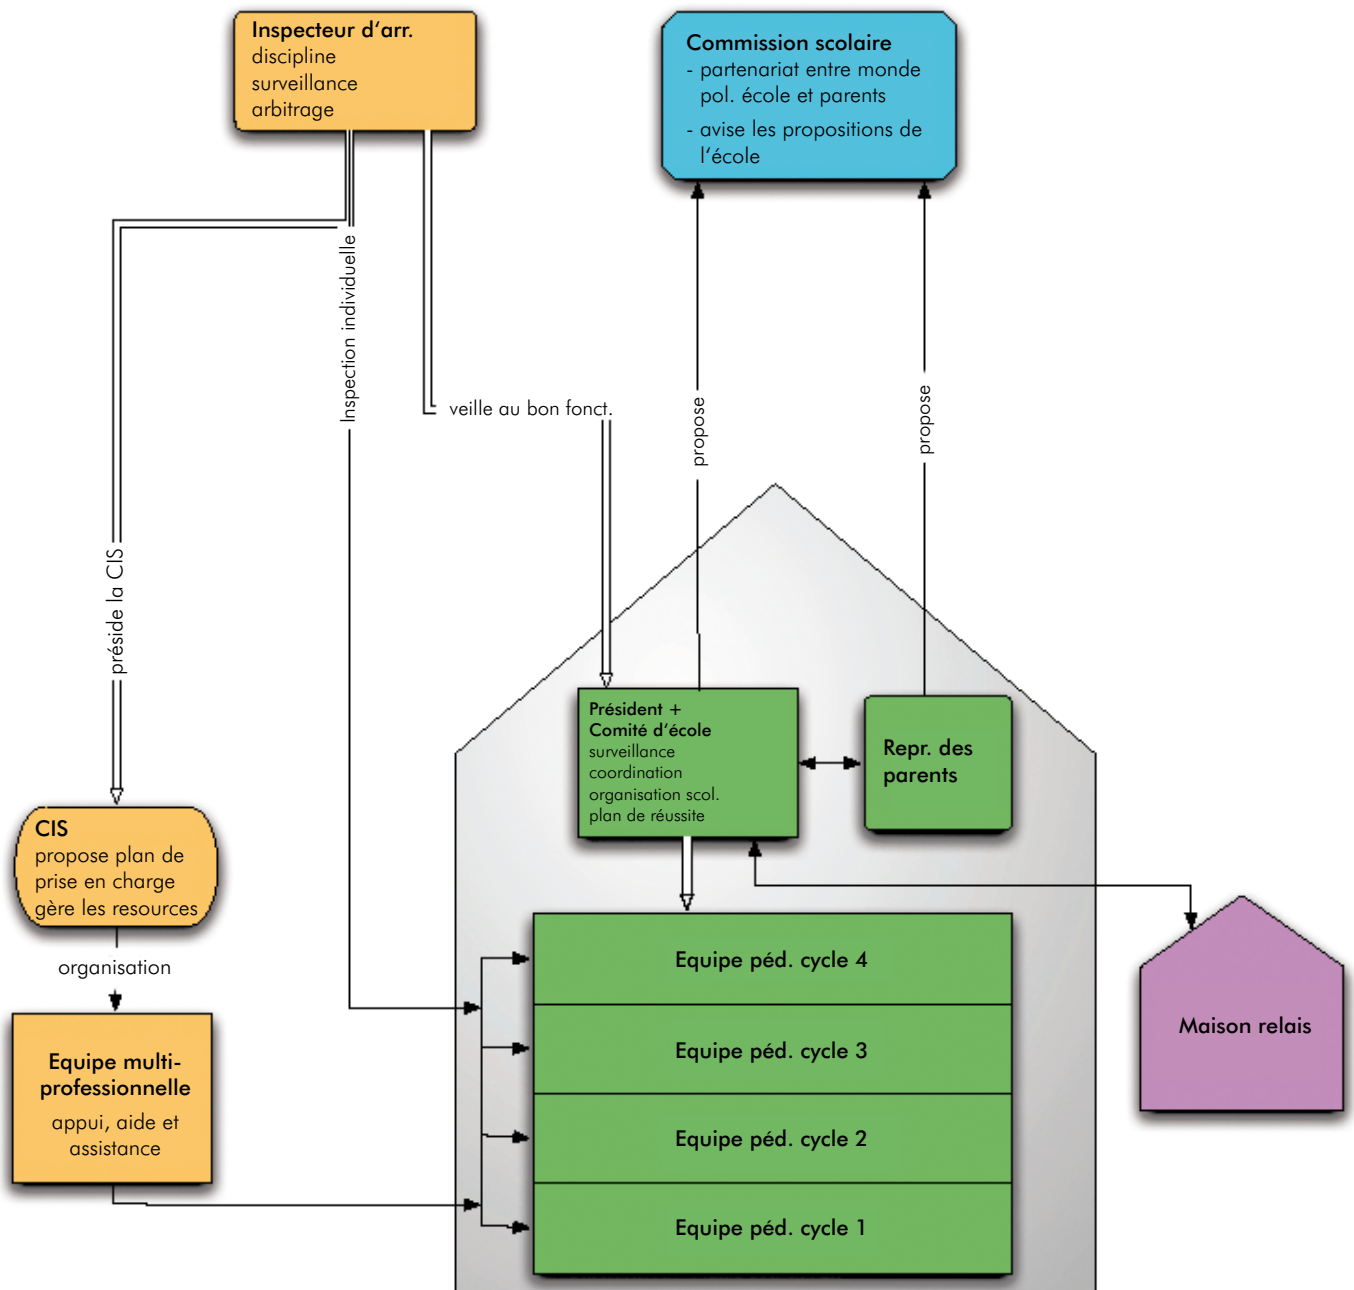 Inspecteur d‘arr.
discipline
surveillance
arbitrage
Commission scolaire
- partenariat entre monde
pol. école et parents
- avise les propositions de
l‘école
Inspection individuelle
veille au bon fonct.
propose
propose
préside la CIS
Président +
Comité d‘école
surveillance
coordination
organisation scol.
plan de réussite
Repr. des
parents
CIS
propose plan de
prise en charge
gère les resources
organisation
Equipe multi-
professionnelle
appui, aide et
assistance
Equipe péd. cycle 4
Equipe péd. cycle 3
Equipe péd. cycle 2
Equipe péd. cycle 1
Maison relais